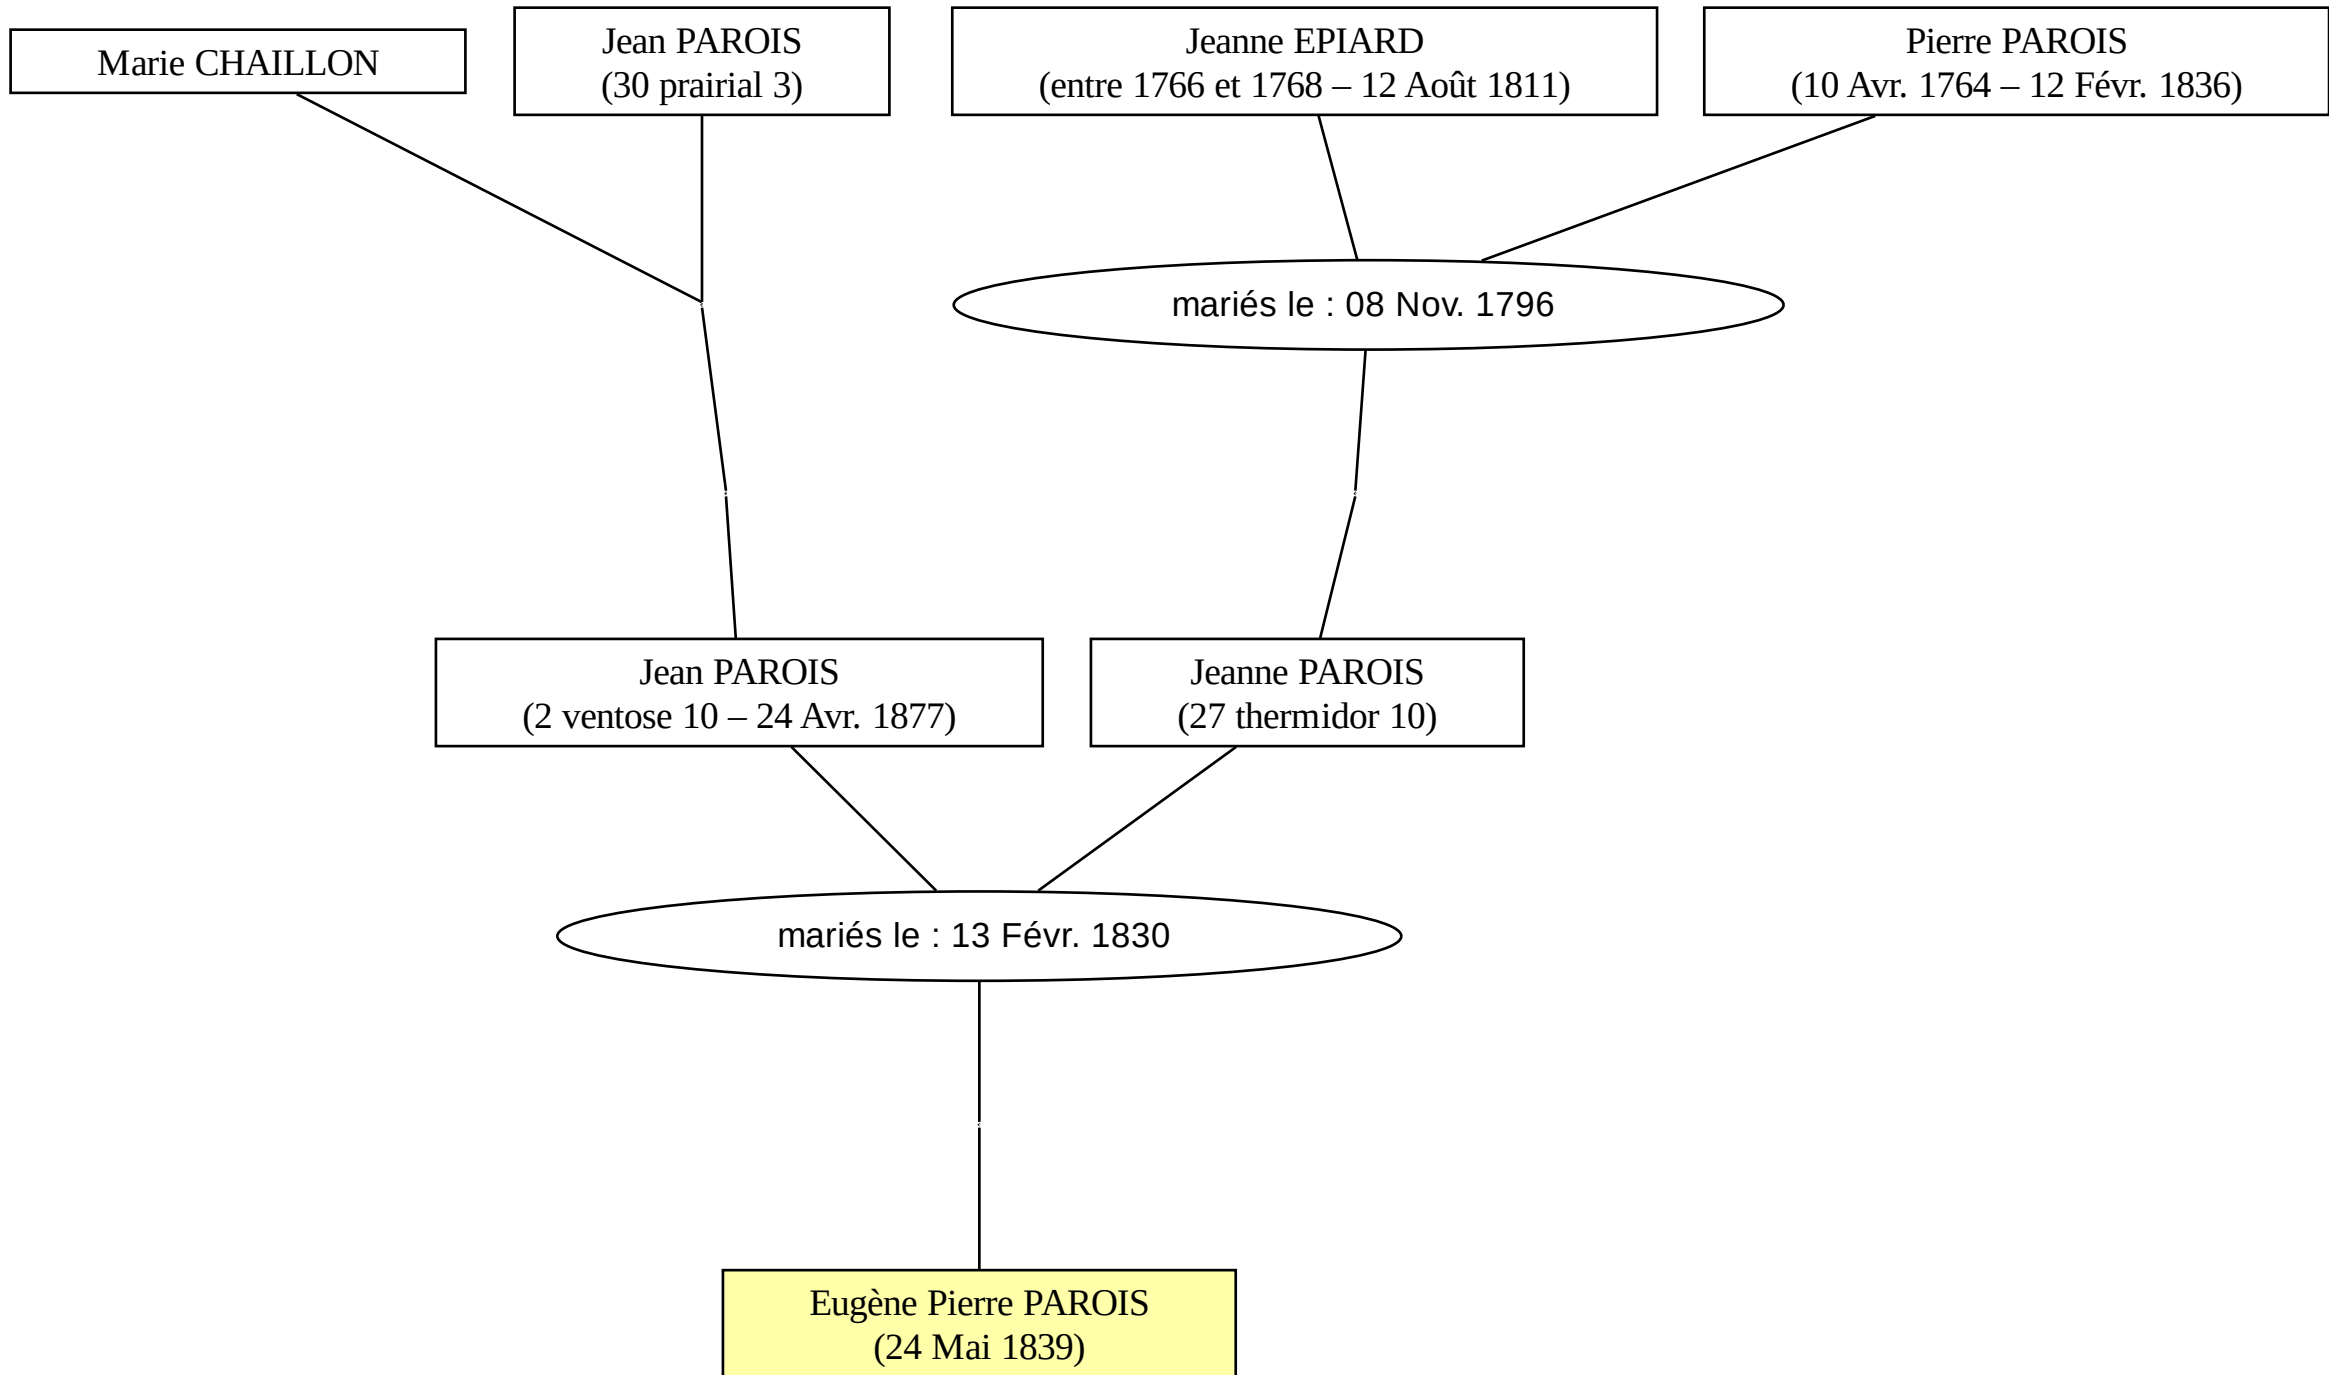 Marie CHAILLON
Jean PAROIS
(30 prairial 3)
Jeanne EPIARD
(entre 1766 et 1768 – 12 Août 1811)
Pierre PAROIS
(10 Avr. 1764 – 12 Févr. 1836)
mariés le : 08 Nov. 1796
Jean PAROIS
(2 ventose 10 – 24 Avr. 1877)
Jeanne PAROIS
(27 thermidor 10)
mariés le : 13 Févr. 1830
Eugène Pierre PAROIS
(24 Mai 1839)